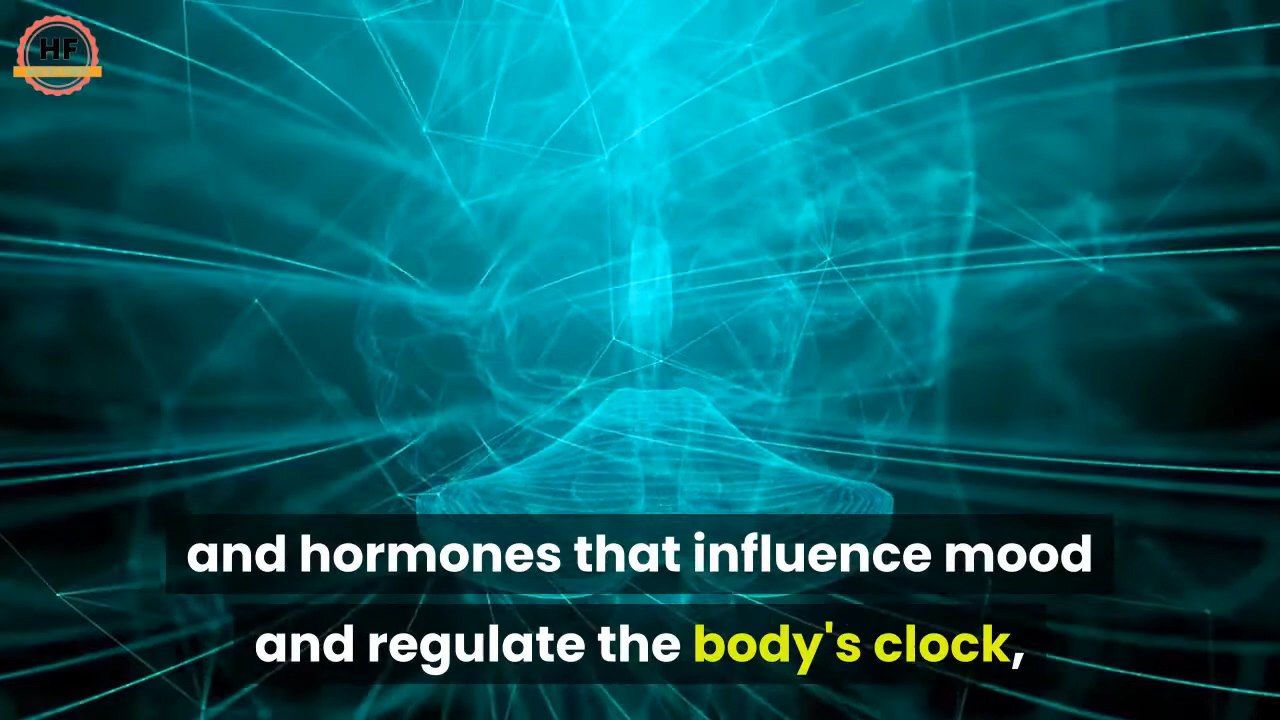 HF
and hormones that influence mood
and regulate the body's clock,